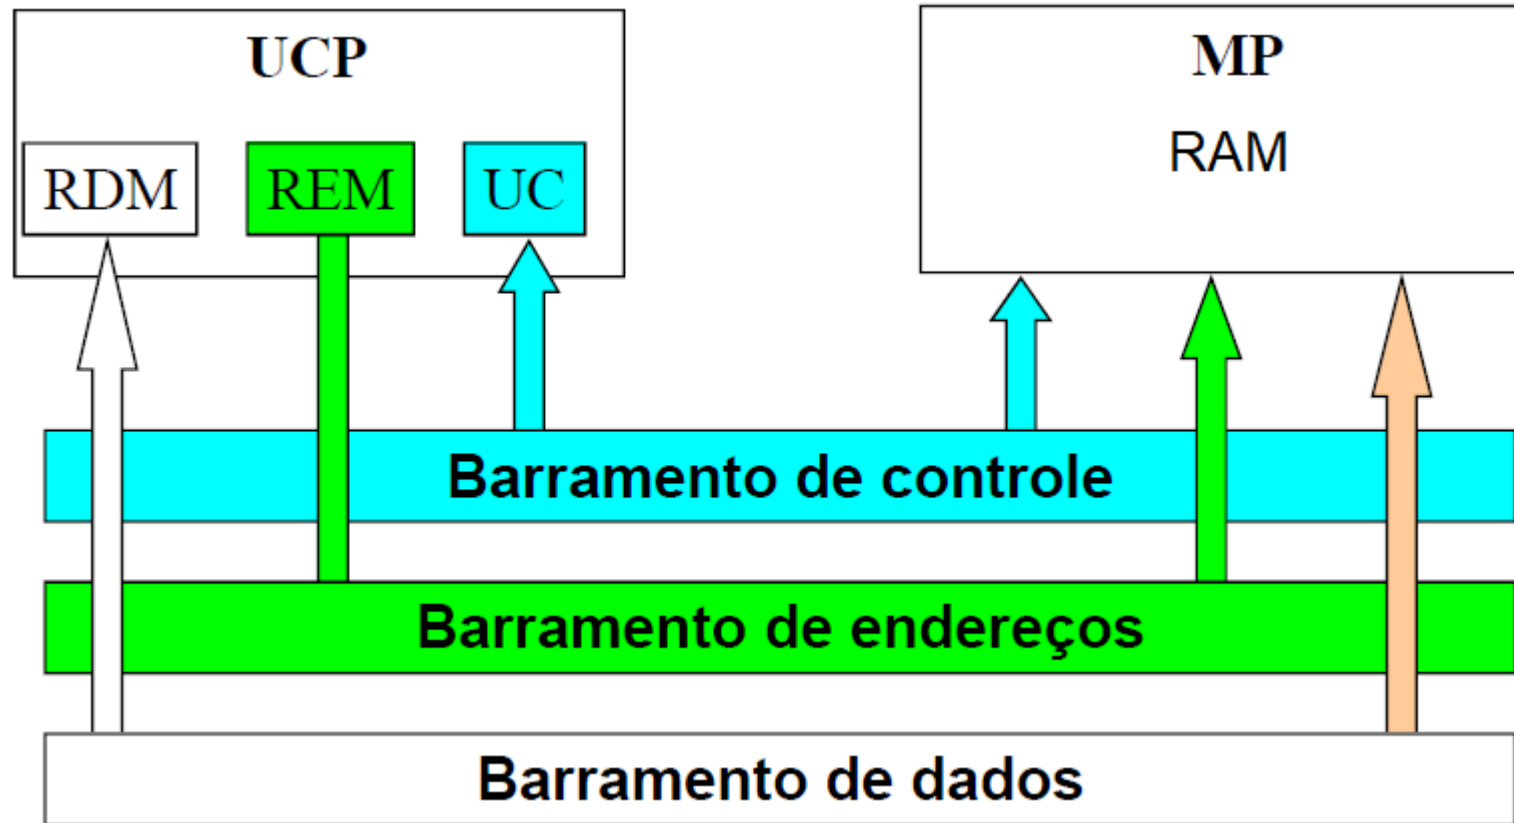 UCP
MP
RAM
RDM
REM
UC
Barramento de controle
Barramento de endereços
Barramento de dados